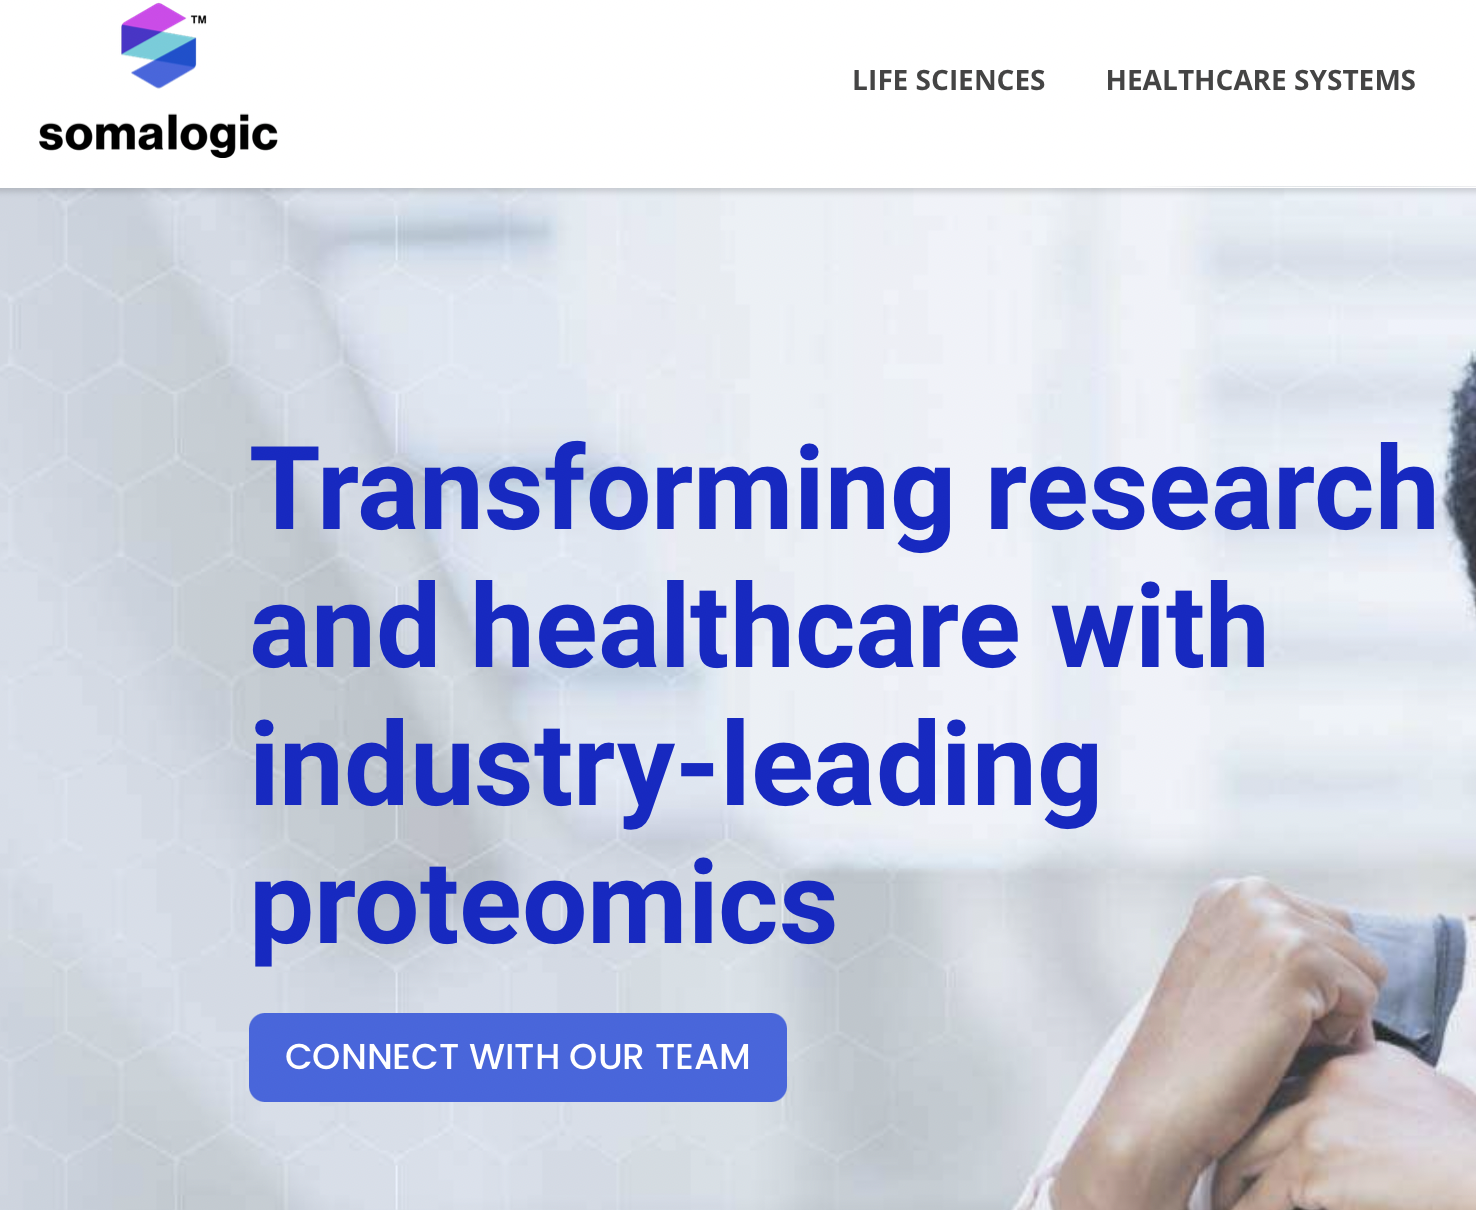 TM
somalogic
LIFE SCIENCES
HEALTHCARE SYSTEMS
Transforming research
and healthcare with
industry-leading
proteomics
CONNECT WITH OUR TEAM